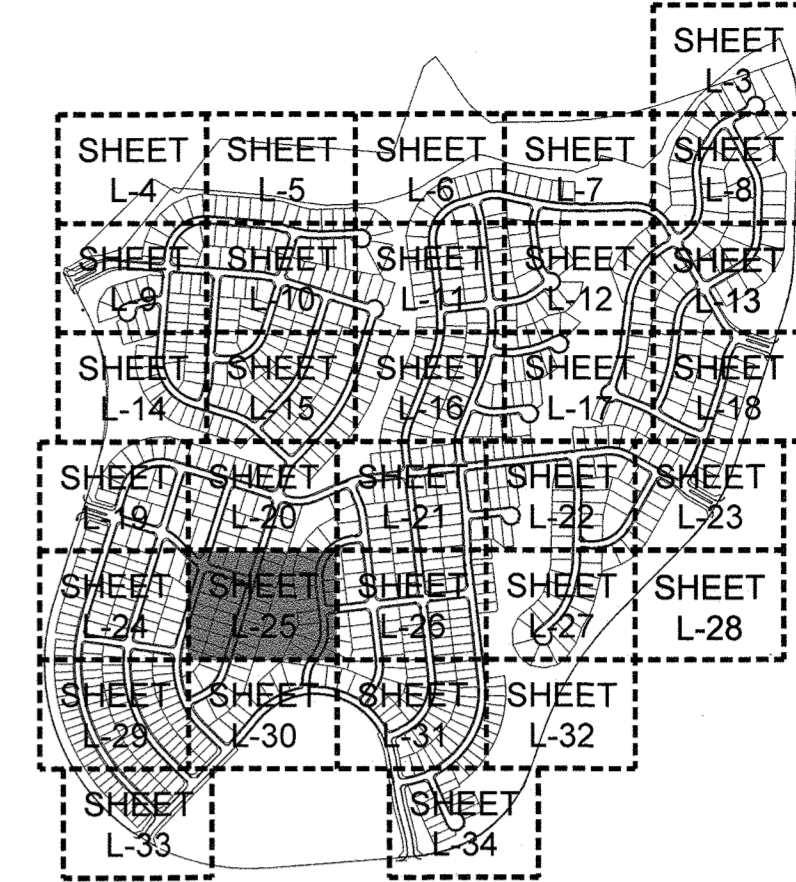 SHEET
L-3
SHEET
L-4
SHEET
L-5
SHEET
L-6
SHEET
L-7
SHEET
L-8
SHEET
L-9
SHEET
L-10
SHEET
L-11
SHEET
L-12
SHEET
L-13
SHEET
L-14
SHEET
L-15
SHEET
L-16
SHEET
L-17
SHEET
L-18
SHEET
L-19
SHEET
L-20
SHEET
L-21
SHEET
L-22
SHEET
L-23
SHEET
L-24
SHEET
L-25
SHEET
L-26
SHEET
L-27
SHEET
L-28
SHEET
L-29
SHEET
L-30
SHEET
L-31
SHEET
L-32
SHEET
L-33
SHEET
L-34